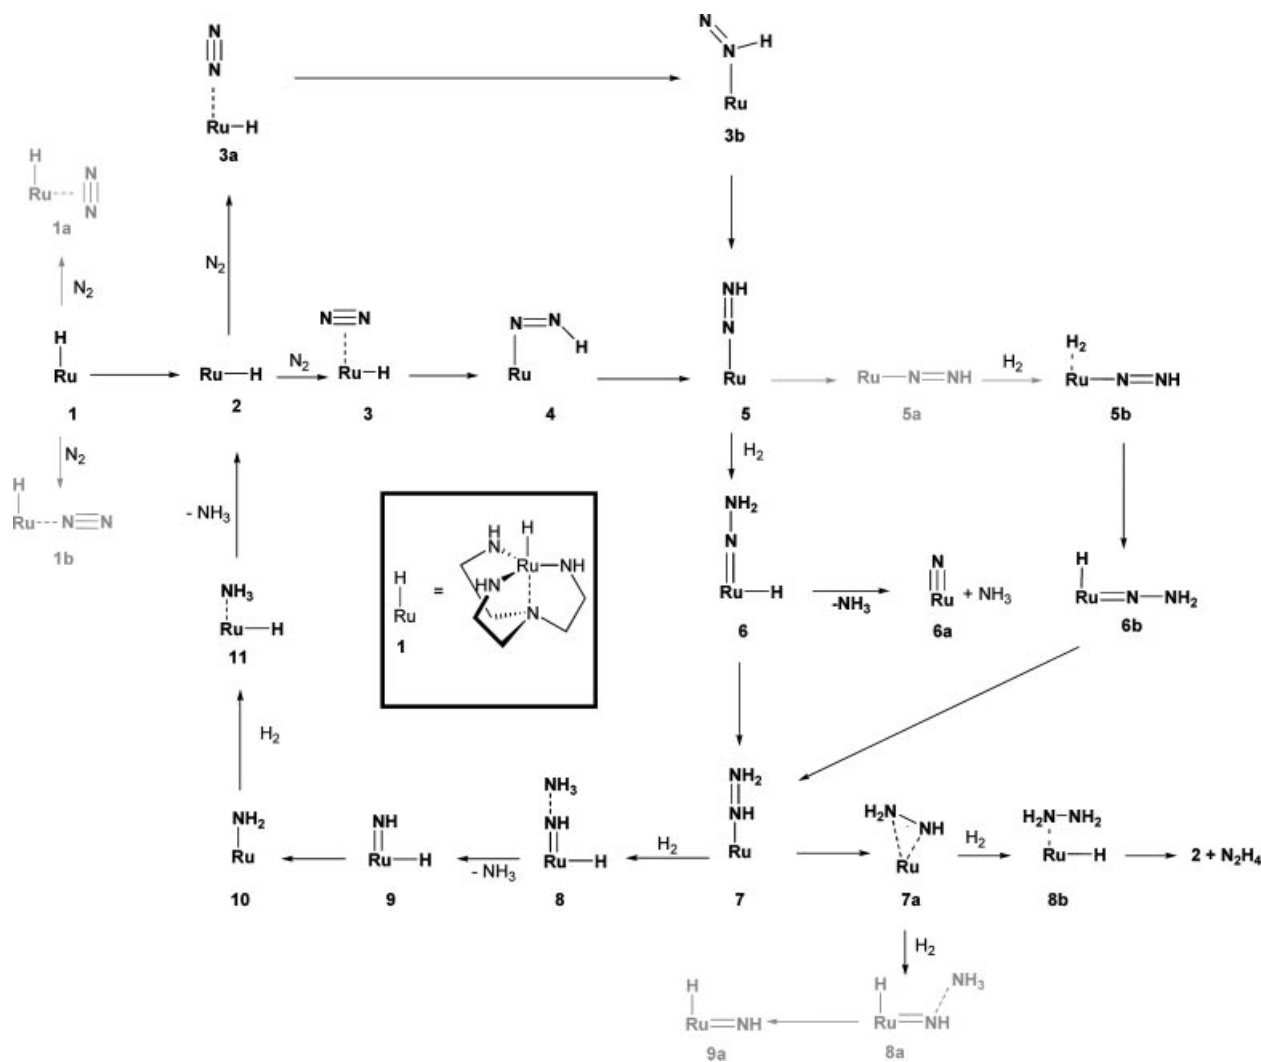 N
N
Ru—H
3a
N
N
H
Ru
3b
H
Ru
N
N
1a
N2
N2
NH
N
Ru
5
H
Ru
1
Ru—H
2
N2
N≡N
Ru—H
3
N=N
H
Ru
4
Ru—N=NH
5a
H2
H2
Ru—N=NH
5b
N2
H
Ru
N≡N
1b
- NH3
NH3
Ru—H
11
H
Ru
1
=
H
NH
HN
Ru
NH
N
H
H2
NH2
N
Ru—H
6
-NH3
N
Ru
+ NH3
6a
H
Ru=N—NH2
6b
H2
NH2
Ru
10
NH
Ru—H
9
- NH3
NH3
NH
Ru—H
8
H2
NH2
NH
Ru
7
H2N
NH
Ru
7a
H2
H2N—NH2
Ru—H
8b
2 + N2H4
H2
H
Ru=NH
9a
H
Ru=NH
NH3
8a